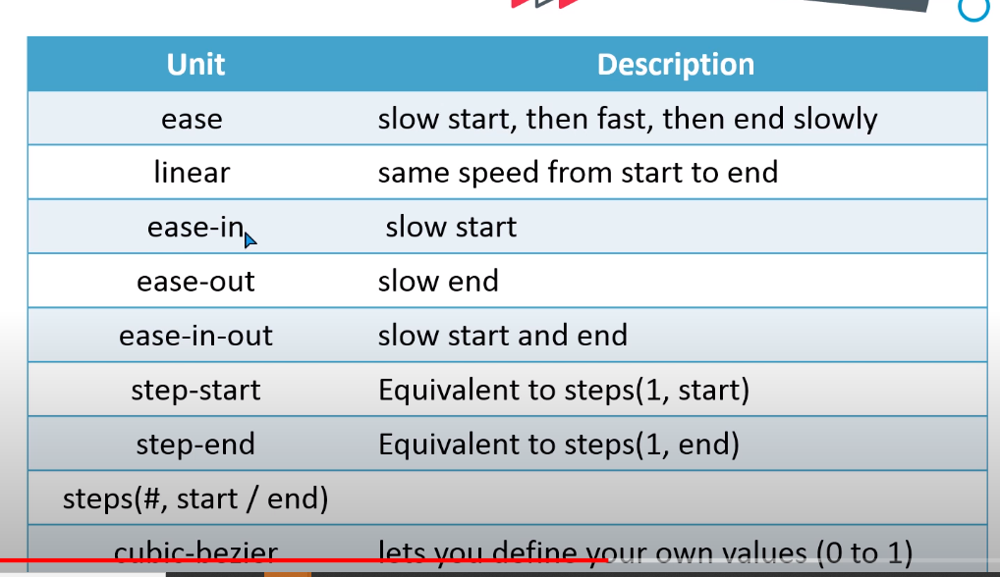 Unit Description
ease slow start, then fast, then end slowly
linear same speed from start to end
ease-in slow start
ease-out slow end
ease-in-out slow start and end
step-start Equivalent to steps(1, start)
step-end Equivalent to steps(1, end)
steps(#, start / end)
cubic-bezier lets you define your own values (0 to 1)